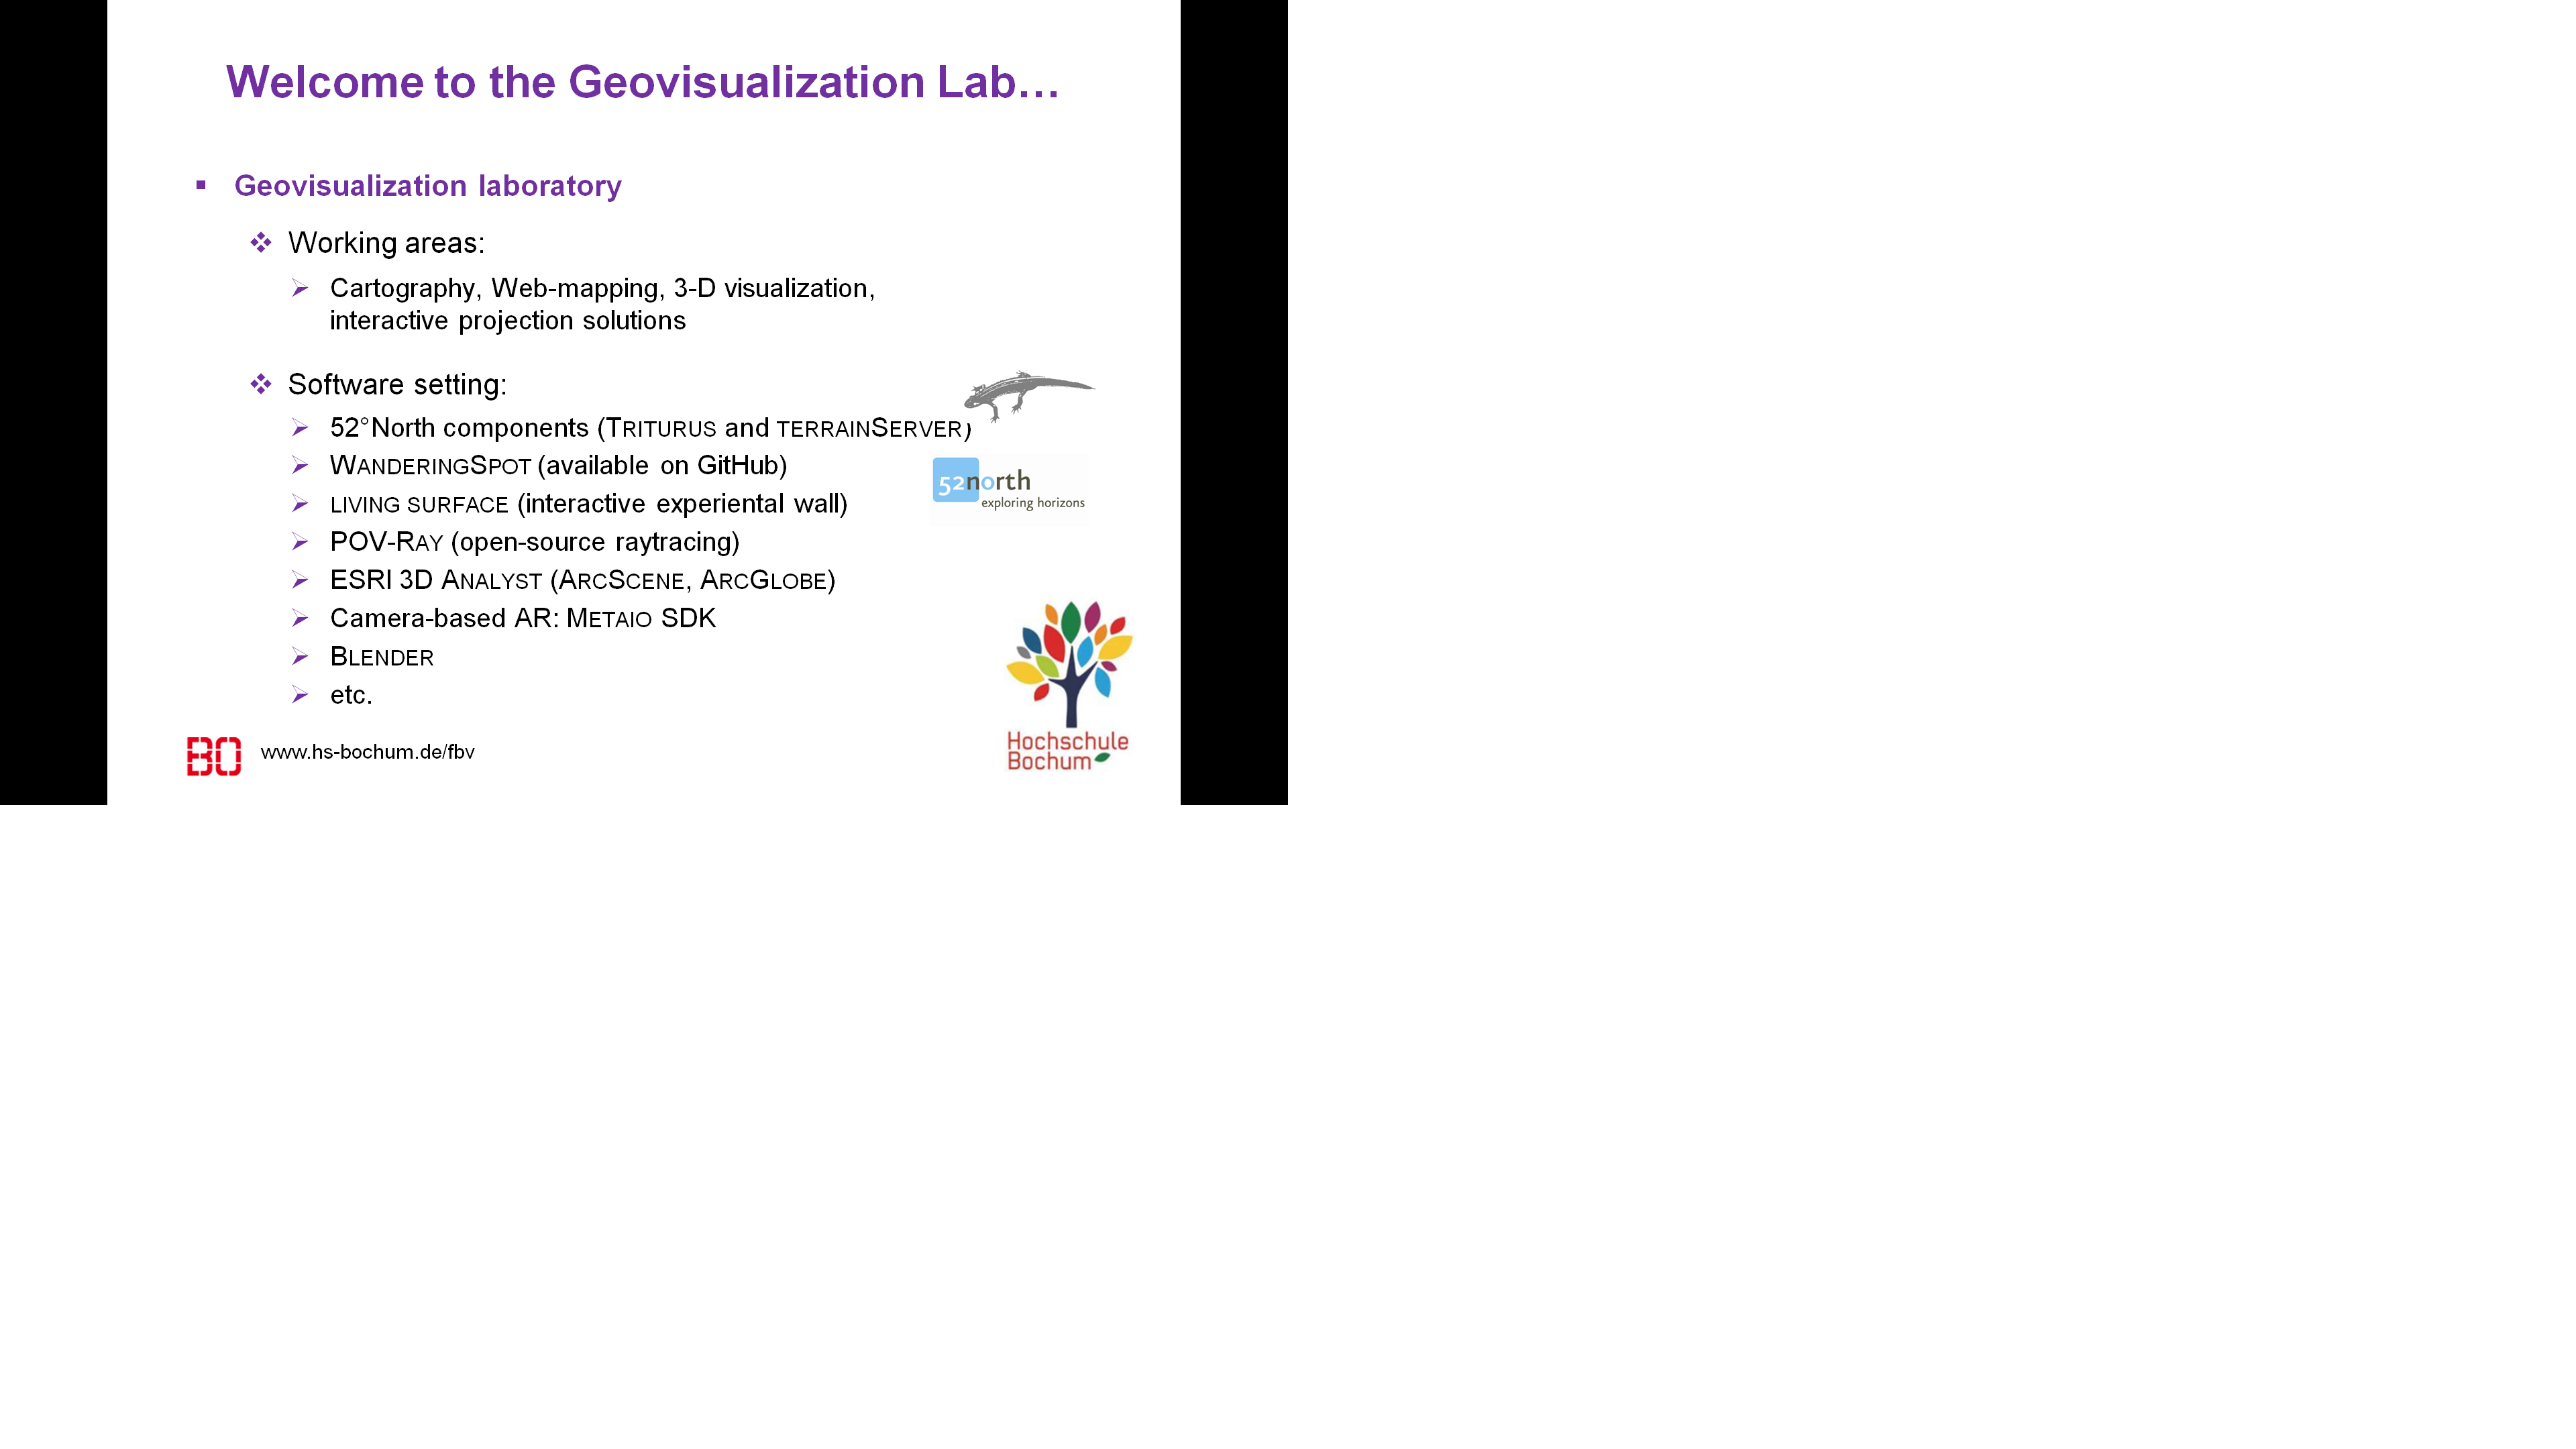 Welcome to the Geovisualization Lab…
Geovisualization laboratory
Working areas:
Cartography, Web-mapping, 3-D visualization,
interactive projection solutions
Software setting:
52°North components (TRITURUS and TERRAINSERVER)
WANDERINGSPOT (available on GitHub)
LIVING SURFACE (interactive experiental wall)
52north
exploring horizons
POV-RAY (open-source raytracing)
ESRI 3D ANALYST (ARCSCENE, ARCGLOBE)
Camera-based AR: METAIO SDK
BLENDER
etc.
BO www.hs-bochum.de/fbv
Hochschule
Bochum